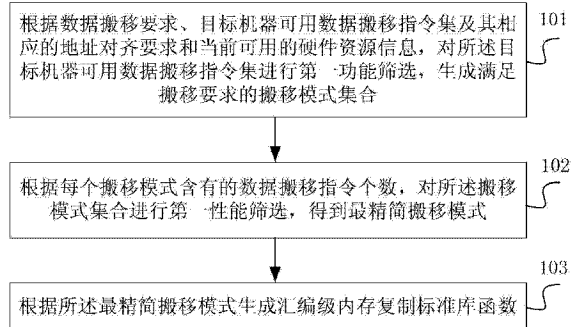 101
根据数据搬移要求、目标机器可用数据搬移指令集及其相
应的地址对齐要求和当前可用的硬件资源信息，对所述目
标机器可用数据搬移指令集进行第一功能筛选，生成满足
搬移要求的搬移模式集合
102
根据每个搬移模式含有的数据搬移指令个数，对所述搬移
模式集合进行第一性能筛选，得到最精简搬移模式
103
根据所述最精简搬移模式生成汇编级内存复制标准库函数